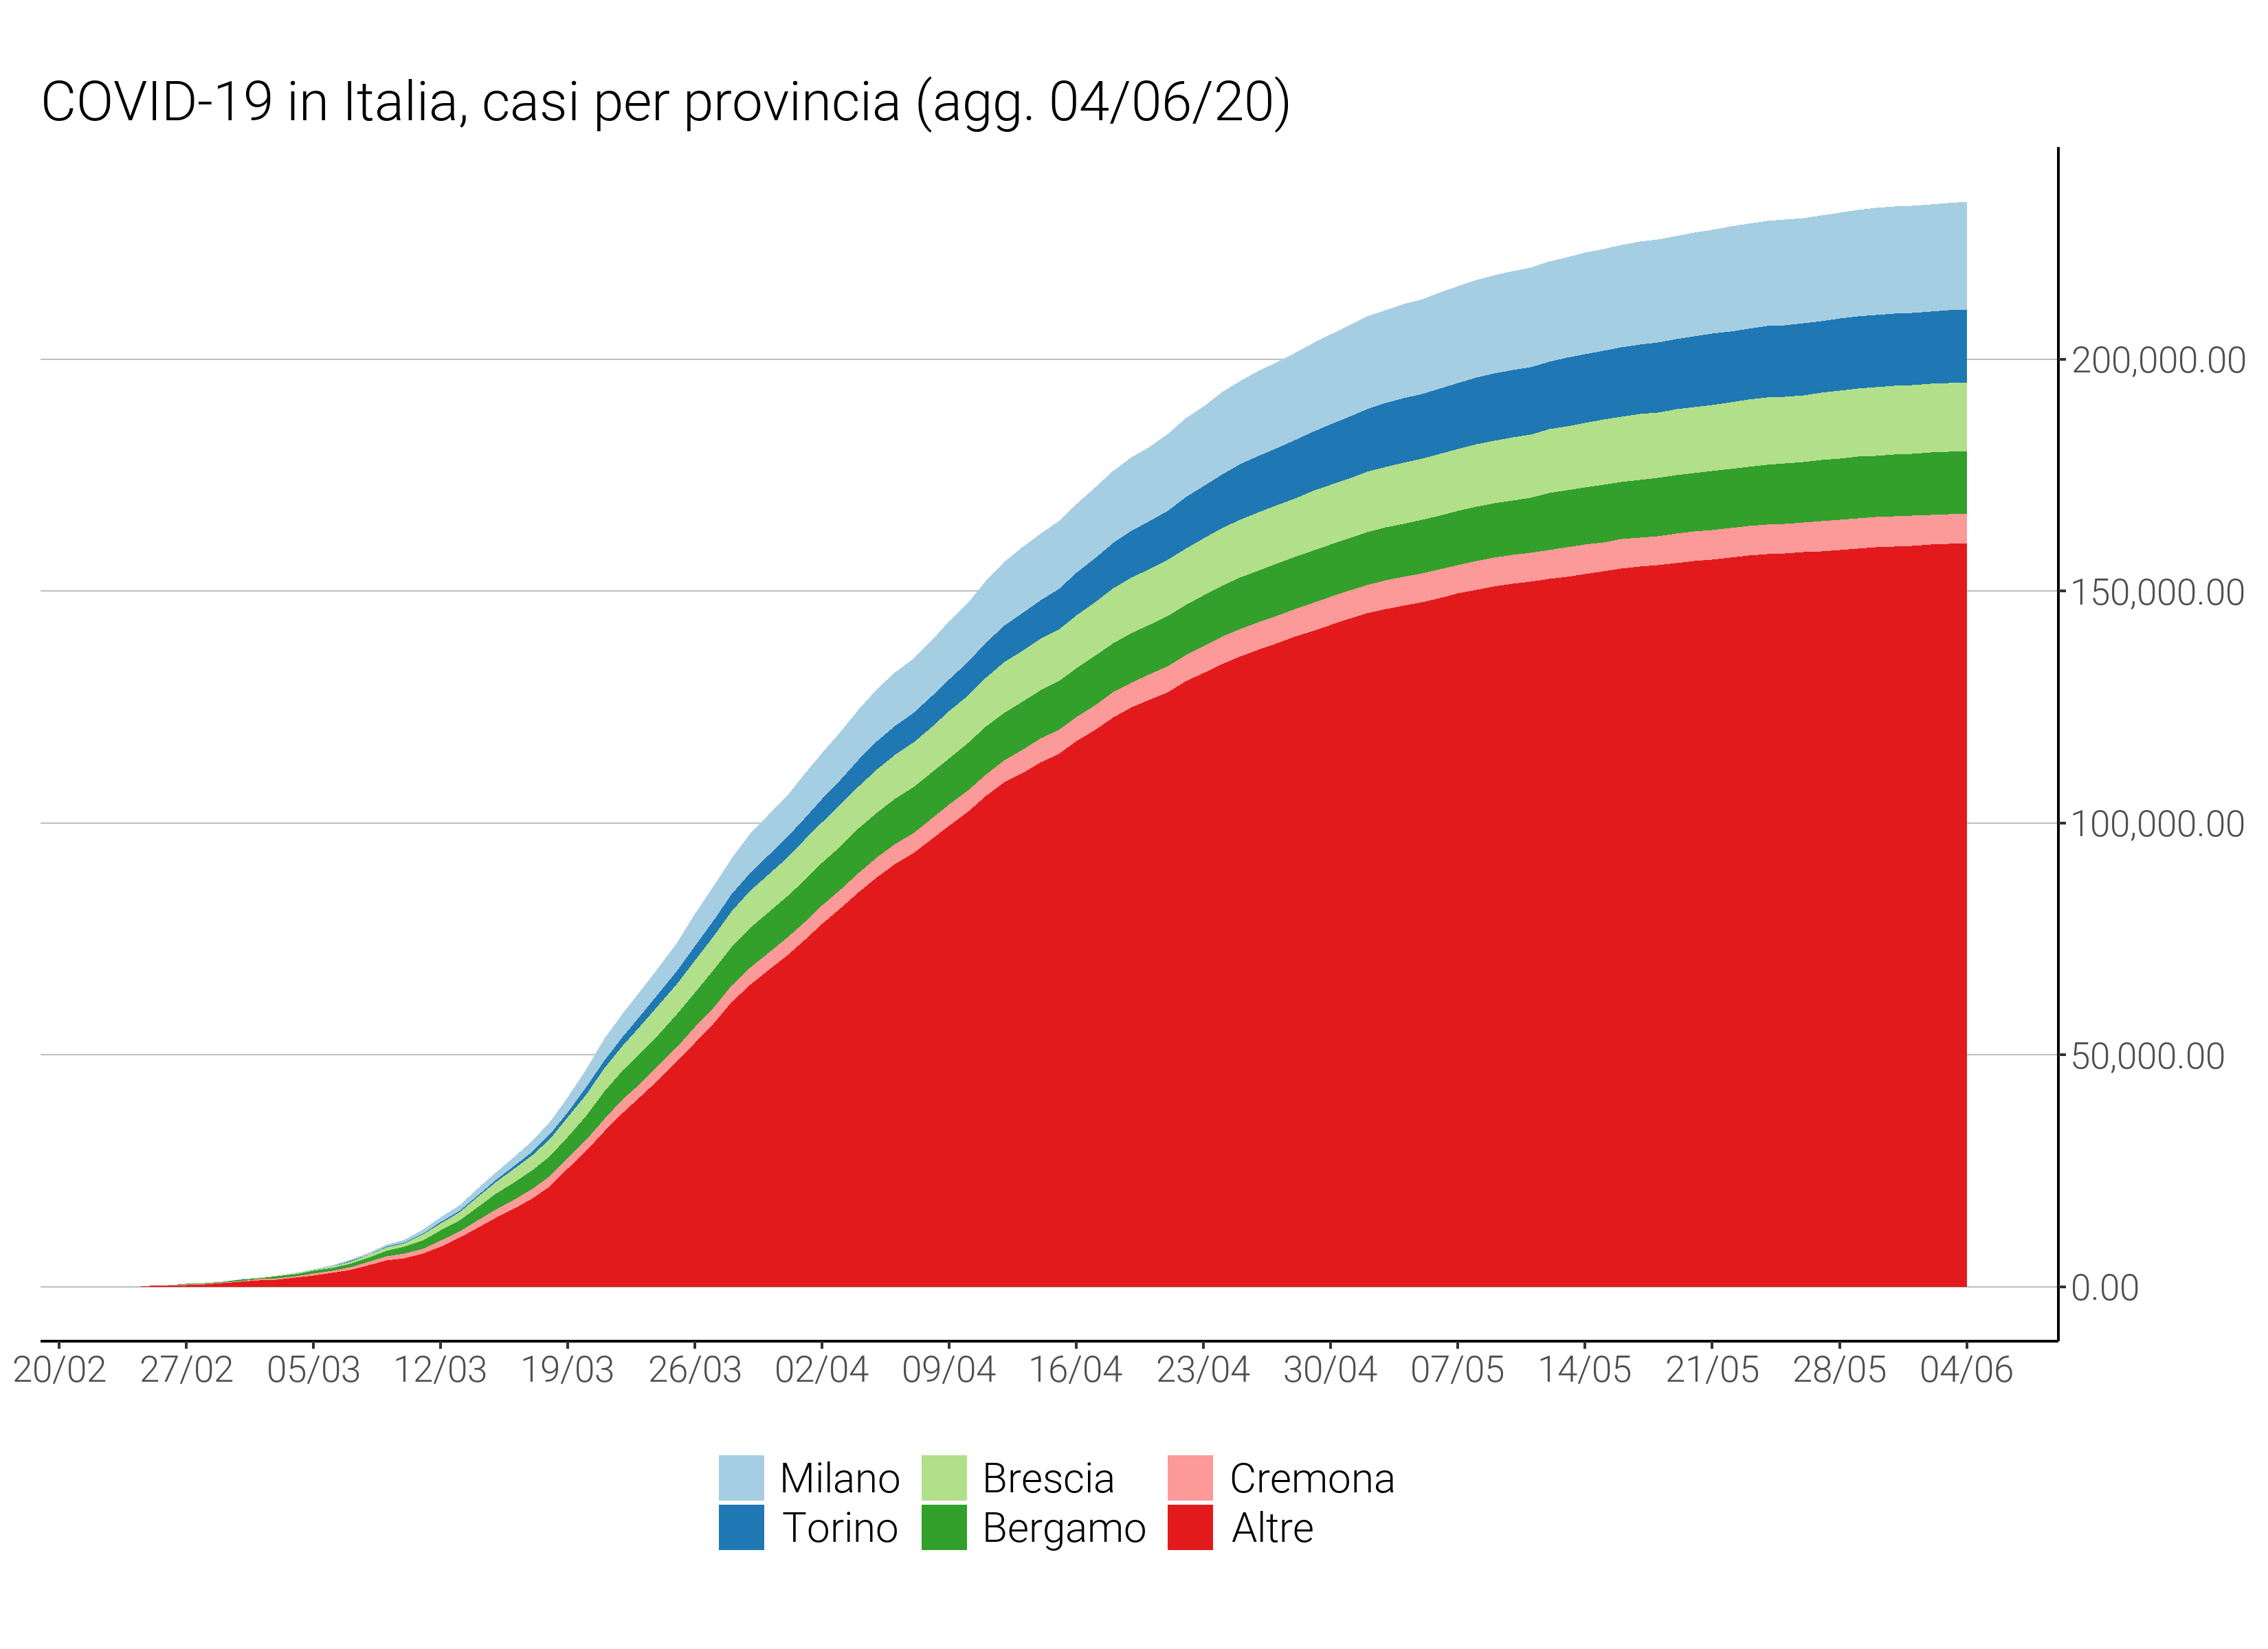 COVID-19 in Italia, casi per provincia (agg. 04/06/20)
200,000.00
150,000.00
100,000.00
50,000.00
0.00
20/02 27/02 05/03 12/03 19/03 26/03 02/04 09/04 16/04 23/04 30/04 07/05 14/05 21/05 28/05 04/06
Milano Brescia Cremona
Torino Bergamo Altre